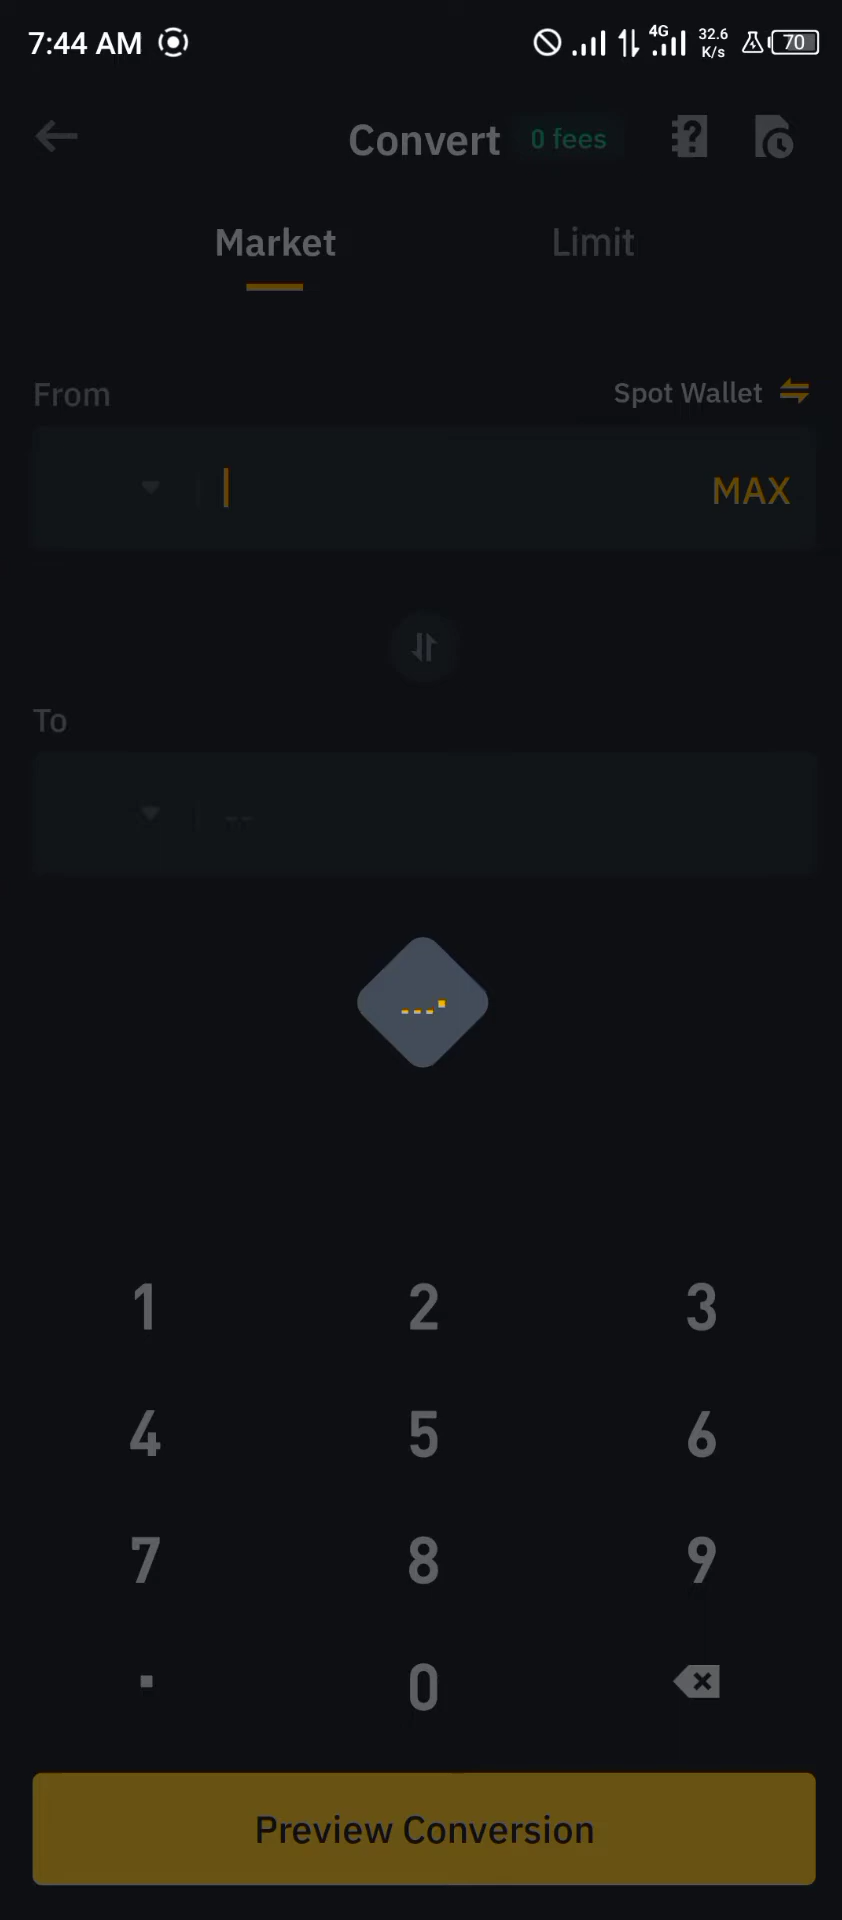 7:44 AM
4G
32.6
K/s
70
Convert
0 fees
Market
Limit
From
Spot Wallet
MAX
To
--
1 2 3
4 5 6
7 8 9
. 0
Preview Conversion